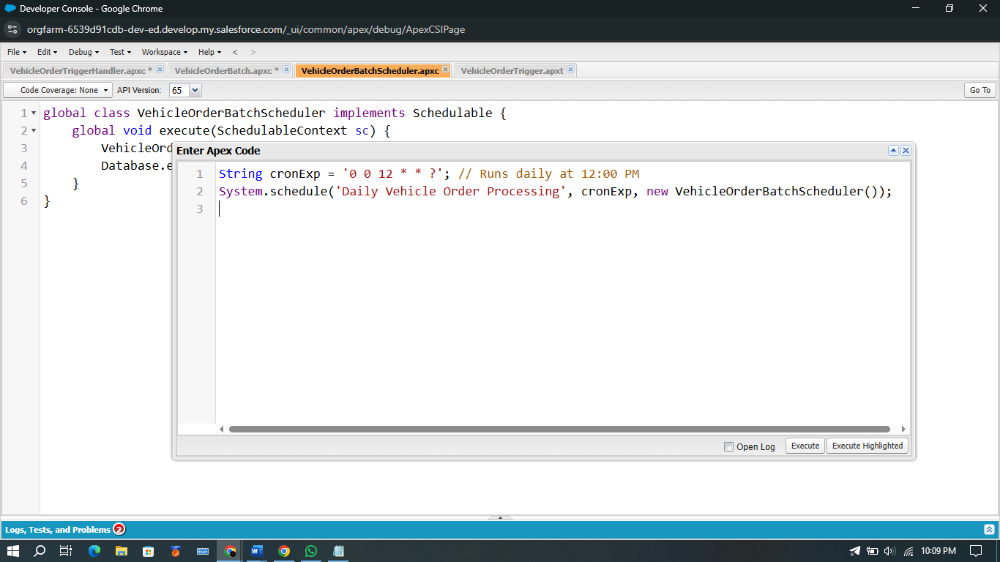 Developer Console - Google Chrome
orgfarm-6539d91cdb-dev-ed.develop.my.salesforce.com/_ui/common/apex/debug/ApexCSIPage
File Edit Debug Test Workspace Help < >
VehicleOrderTriggerHandler.apxc * VehicleOrderBatch.apxc * VehicleOrderBatchScheduler.apxc VehicleOrderTrigger.apxt
Code Coverage: None API Version: 65 Go To
1 global class VehicleOrderBatchScheduler implements Schedulable {
2 global void execute(SchedulableContext sc) {
3 VehicleOrd
4 Database.e
5 }
6 }
Enter Apex Code
1 String cronExp = '0 0 12 * * ?'; // Runs daily at 12:00 PM
2 System.schedule('Daily Vehicle Order Processing', cronExp, new VehicleOrderBatchScheduler());
3
Open Log Execute Execute Highlighted
Logs, Tests, and Problems 2
10:09 PM